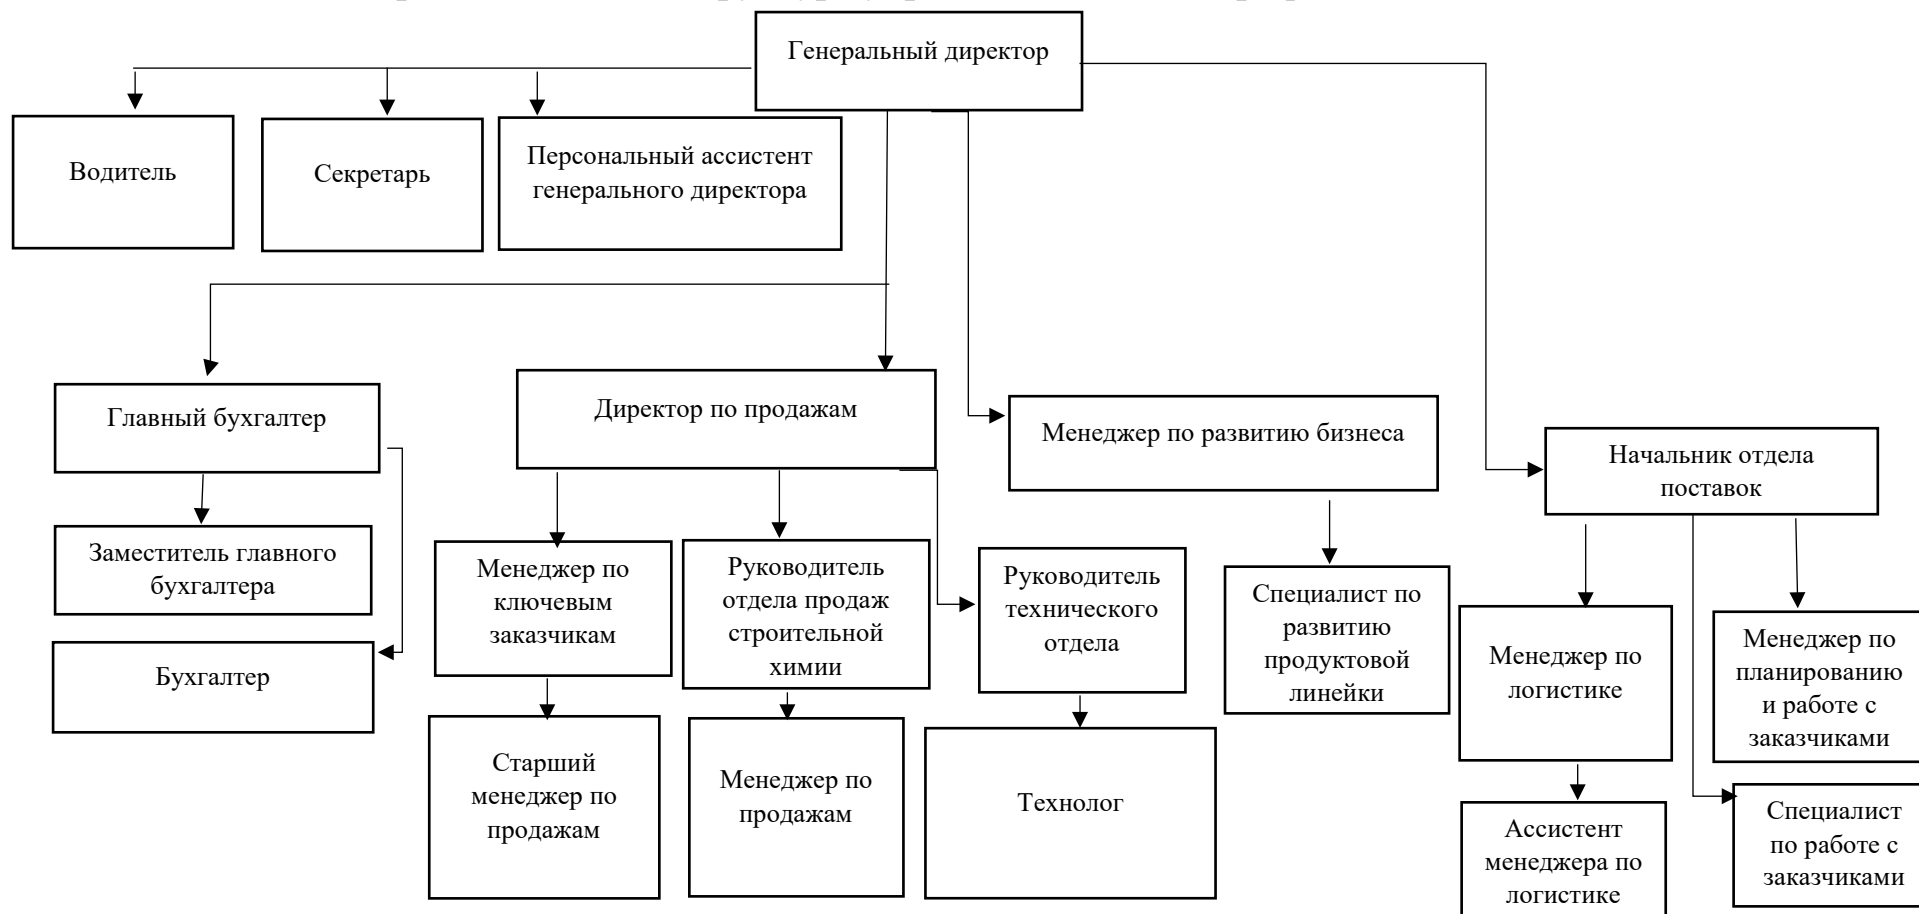 Генеральный директор
Водитель
Секретарь
Персональный ассистент
генерального директора
Главный бухгалтер
Директор по продажам
Менеджер по развитию бизнеса
Начальник отдела
поставок
Заместитель главного
бухгалтера
Бухгалтер
Менеджер по
ключевым
заказчикам
Руководитель
отдела продаж
строительной
химии
Руководитель
технического
отдела
Специалист по
развитию
продуктовой
линейки
Менеджер по
логистике
Менеджер по
планированию
и работе с
заказчиками
Старший
менеджер по
продажам
Менеджер по
продажам
Технолог
Ассистент
менеджера по
логистике
Специалист
по работе с
заказчиками